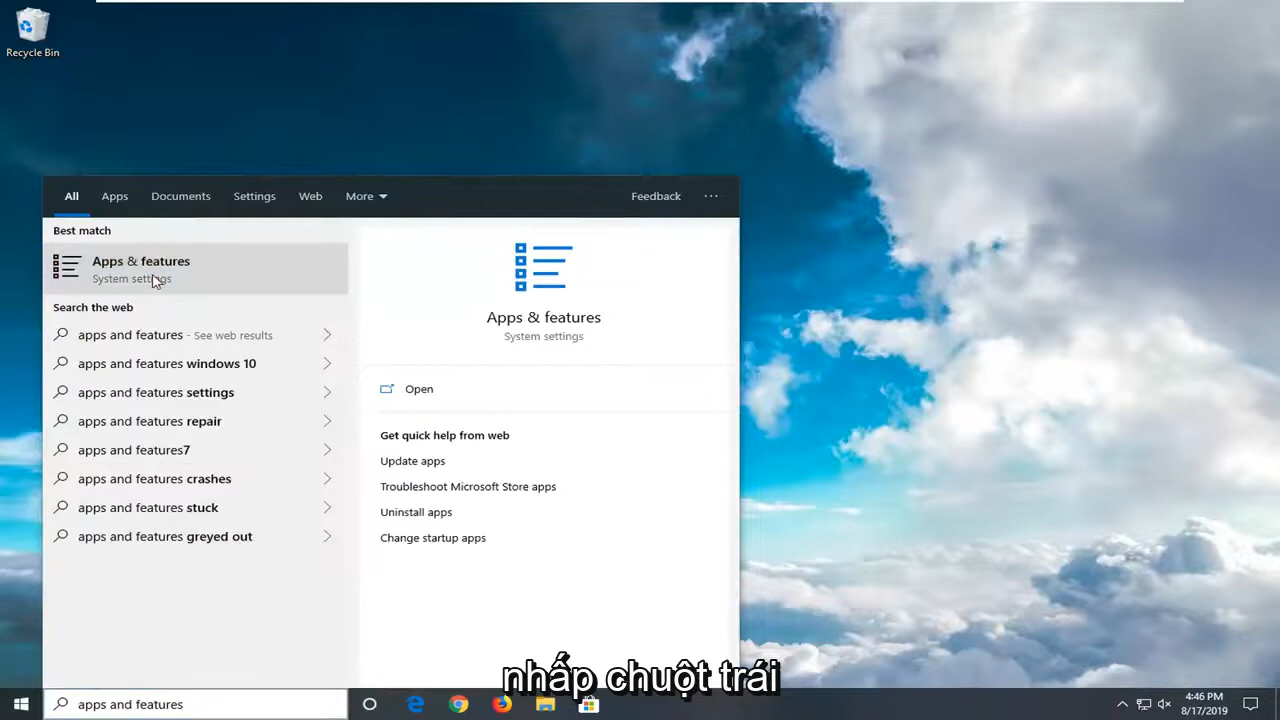 Recycle Bin
All Apps Documents Settings Web More Feedback ...
Best match
Apps & features
System settings
Search the web
apps and features - See web results
apps and features windows 10
apps and features settings
apps and features repair
apps and features7
apps and features crashes
apps and features stuck
apps and features greyed out
Apps & features
System settings
Open
Get quick help from web
Update apps
Troubleshoot Microsoft Store apps
Uninstall apps
Change startup apps
nhấp chuột trái
apps and features
4:46 PM
8/17/2019